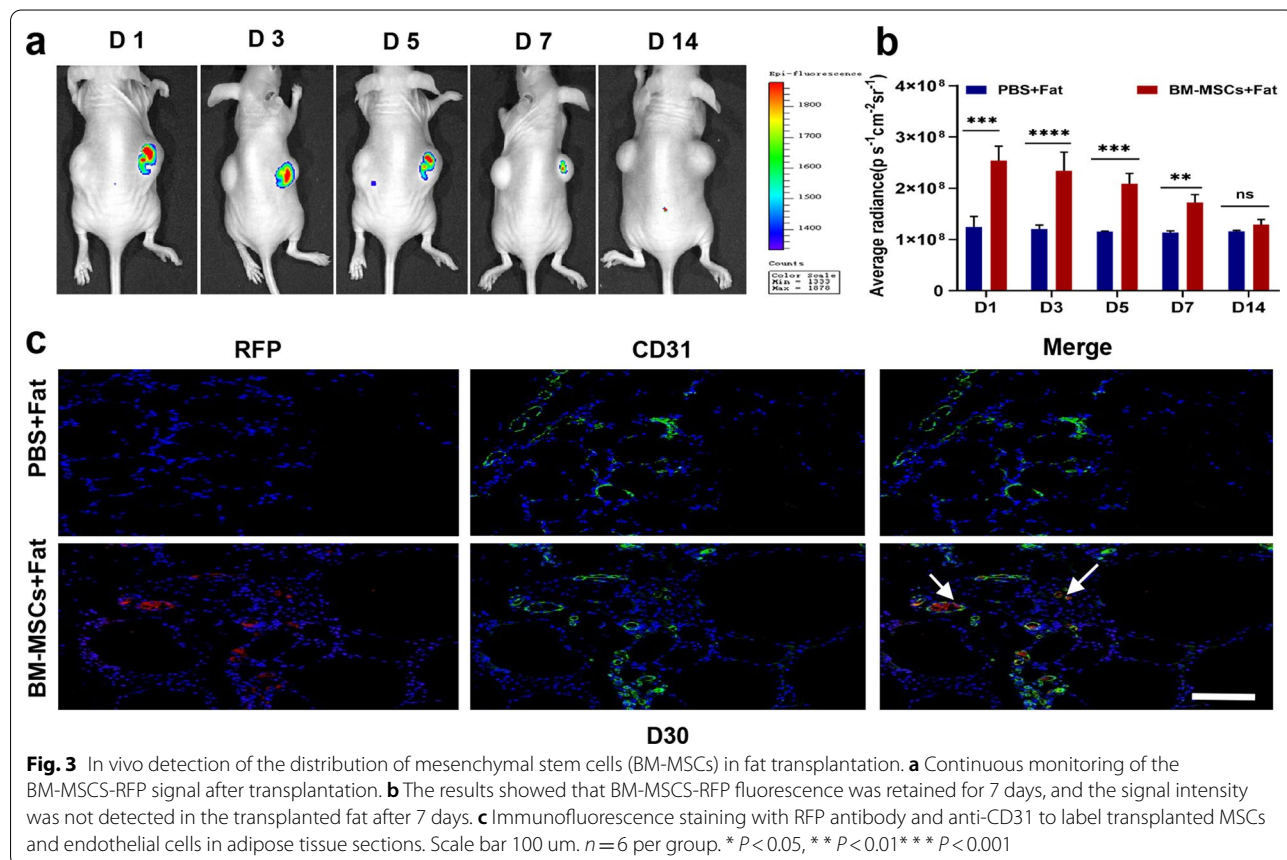 a
D 1 D 3 D 5 D 7 D 14
Epi-fluorescence
1800
1700
1600
1500
1400
Counts
Color Scale
Min = 1333
Max = 1878
b
PBS+Fat BM-MSCs+Fat
Average radiance(p s⁻¹cm⁻²sr⁻¹)
4×10⁸
3×10⁸
2×10⁸
1×10⁸
0
*** **** *** ** ns
D1 D3 D5 D7 D14
c
RFP CD31 Merge
PBS+Fat
BM-MSCs+Fat
D30
Fig. 3 In vivo detection of the distribution of mesenchymal stem cells (BM-MSCs) in fat transplantation. a Continuous monitoring of the
BM-MSCS-RFP signal after transplantation. b The results showed that BM-MSCS-RFP fluorescence was retained for 7 days, and the signal intensity
was not detected in the transplanted fat after 7 days. c Immunofluorescence staining with RFP antibody and anti-CD31 to label transplanted MSCs
and endothelial cells in adipose tissue sections. Scale bar 100 um. n = 6 per group. * P < 0.05, * * P < 0.01* * * P < 0.001